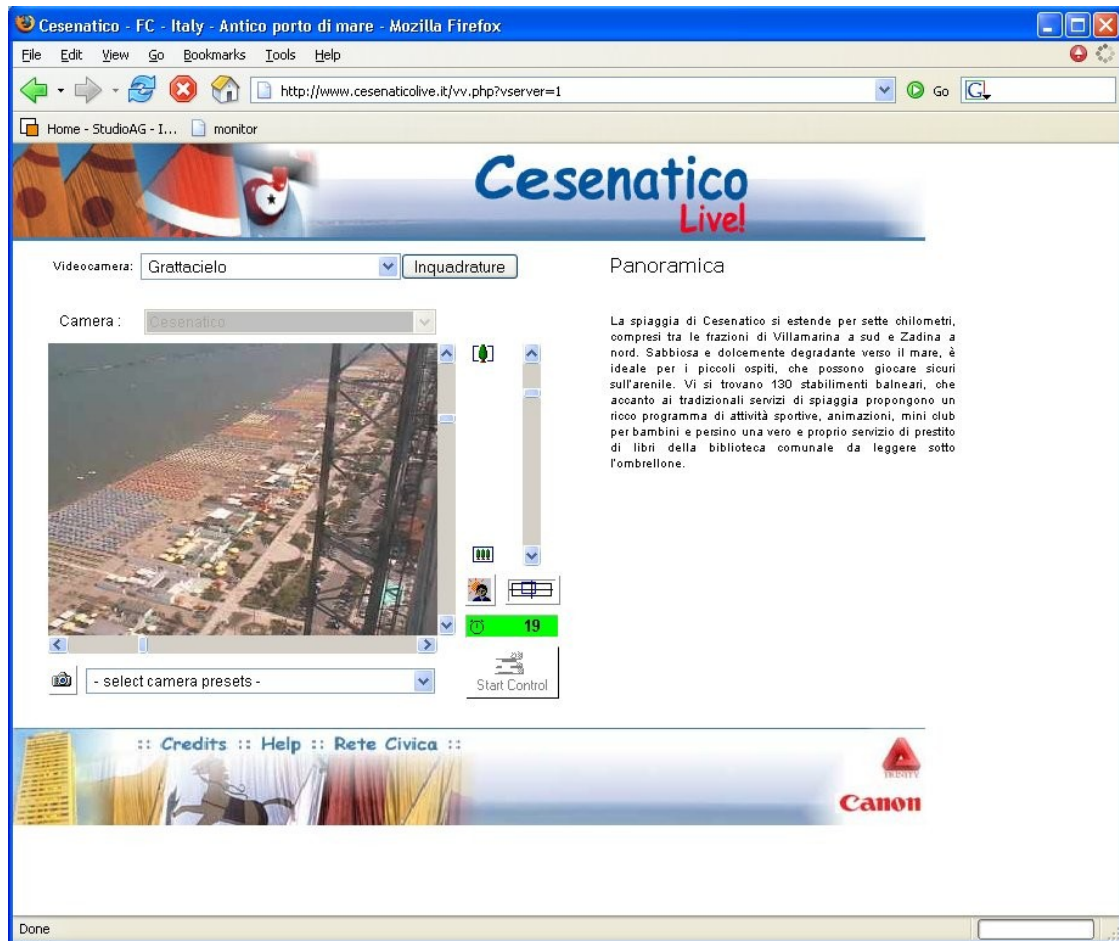 Cesenatico - FC - Italy - Antico porto di mare - Mozilla Firefox
File Edit View Go Bookmarks Tools Help
http://www.cesenaticolive.it/vv.php?vserver=1 Go G
Home - StudioAG - I... monitor
Cesenatico
Live!
Videocamera: Grattacielo Inquadrature
Panoramica
Camera : Cesenatico
La spiaggia di Cesenatico si estende per sette chilometri,
compresi tra le frazioni di Villamarina a sud e Zadina a
nord. Sabbiosa e dolcemente degradante verso il mare, è
ideale per i piccoli ospiti, che possono giocare sicuri
sull'arenile. Vi si trovano 130 stabilimenti balneari, che
accanto ai tradizionali servizi di spiaggia propongono un
ricco programma di attività sportive, animazioni, mini club
per bambini e persino una vero e proprio servizio di prestito
di libri della biblioteca comunale da leggere sotto
l'ombrellone.
19
- select camera presets -
Start Control
:: Credits :: Help :: Rete Civica ::
TRINITY
Canon
Done